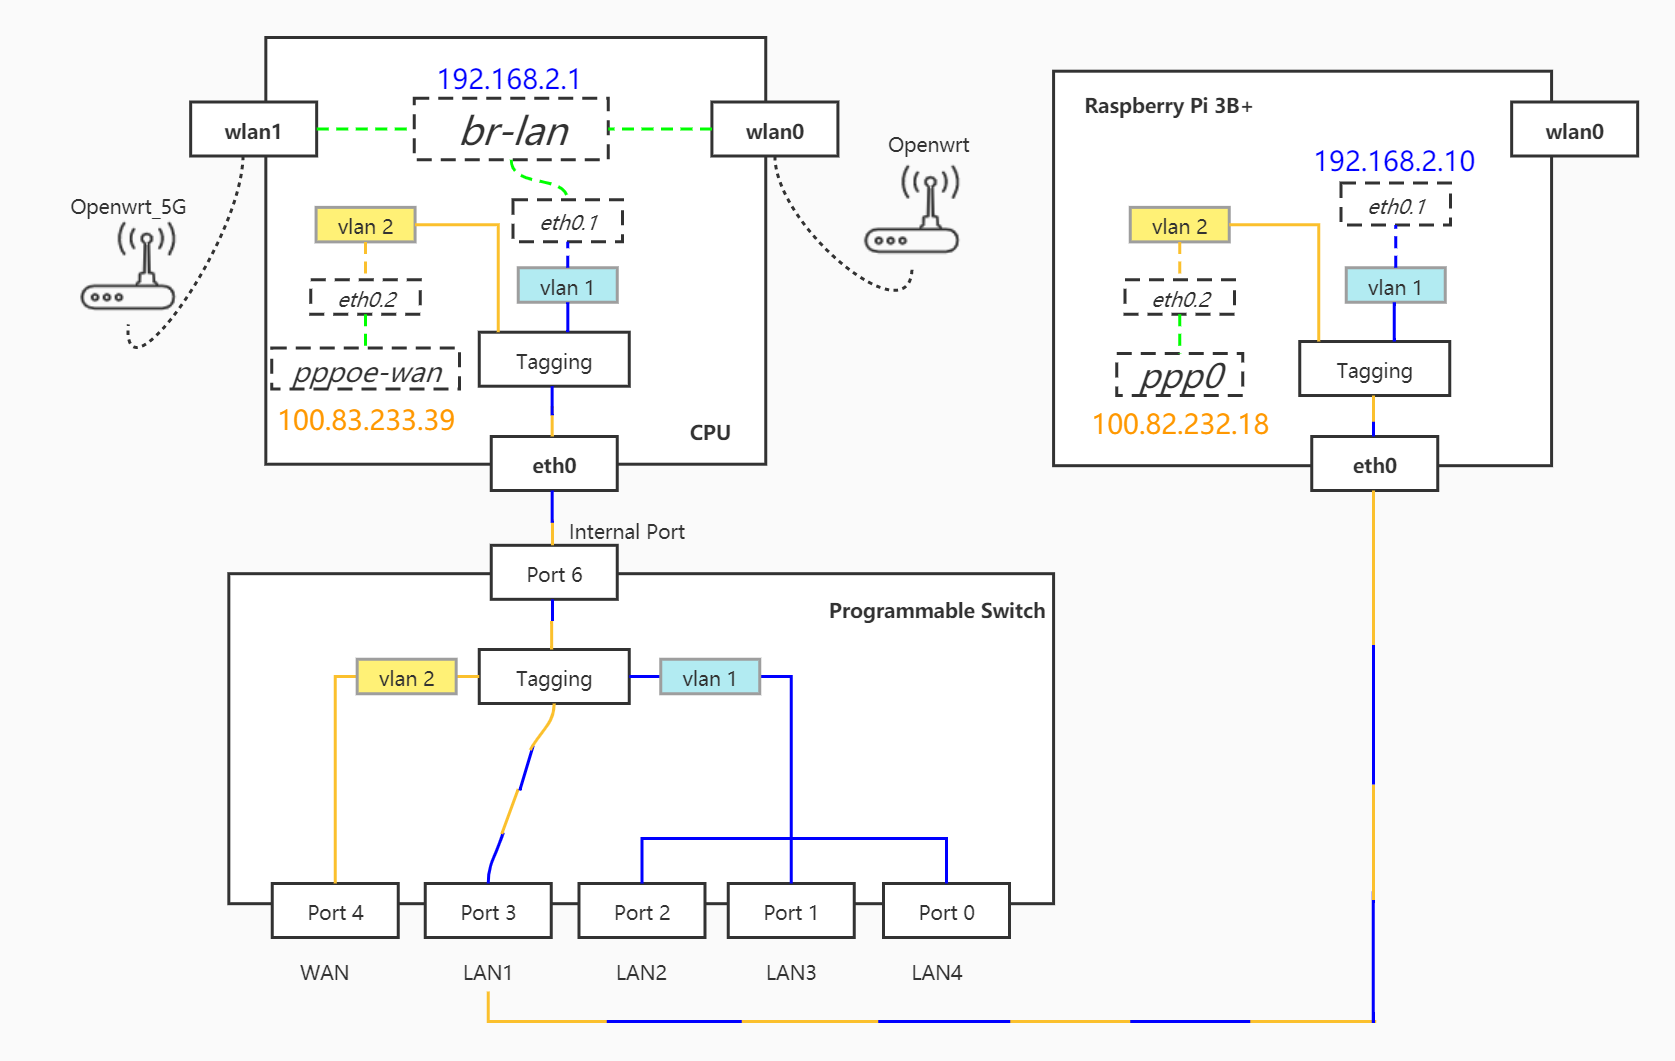 192.168.2.1
wlan1
br-lan
wlan0
Openwrt_5G
Openwrt
vlan 2
eth0.1
eth0.2
vlan 1
pppoe-wan
Tagging
100.83.233.39
CPU
eth0
Raspberry Pi 3B+
wlan0
192.168.2.10
eth0.1
vlan 2
eth0.2
vlan 1
ppp0
Tagging
100.82.232.18
eth0
Internal Port
Port 6
Programmable Switch
vlan 2
Tagging
vlan 1
Port 4
Port 3
Port 2
Port 1
Port 0
WAN
LAN1
LAN2
LAN3
LAN4